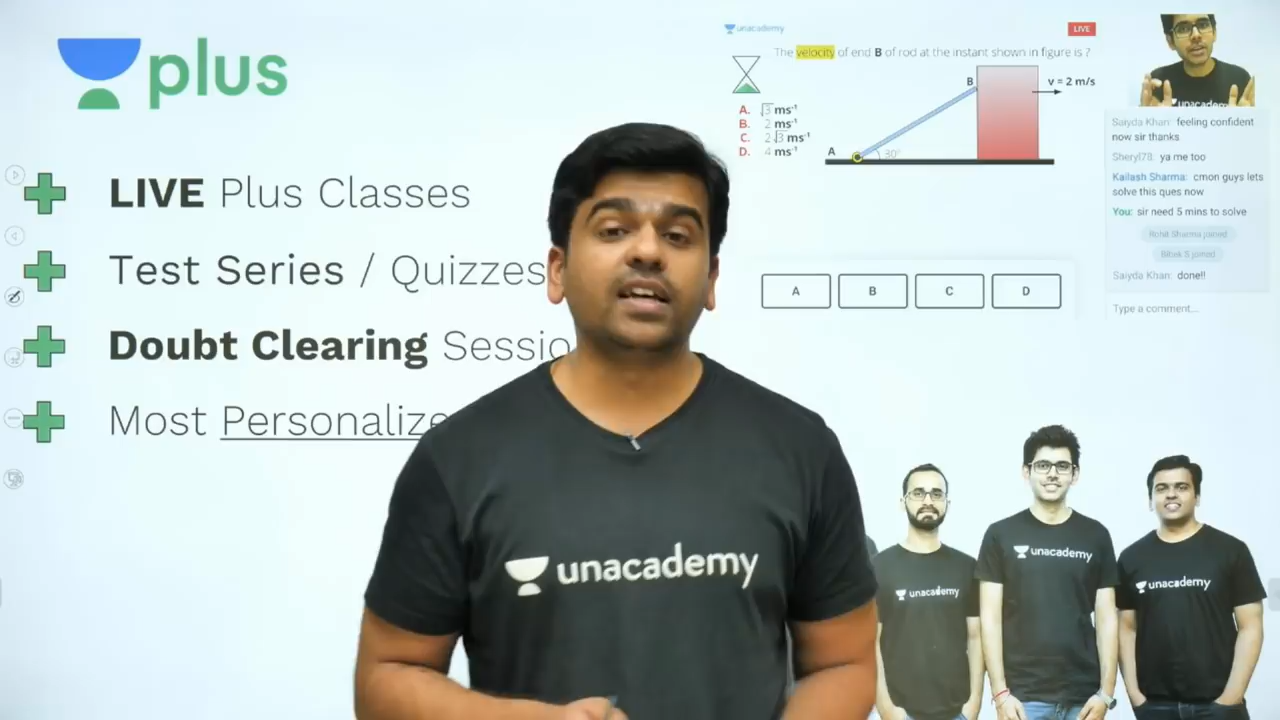 plus
LIVE Plus Classes
Test Series / Quizzes
Doubt Clearing Sessio
Most Personalize
unacademy
LIVE
The velocity of end B of rod at the instant shown in figure is ?
A. √3 ms⁻¹
B. 2 ms⁻¹
C. 2√3 ms⁻¹
D. 4 ms⁻¹
B
v = 2 m/s
A
30°
A B C D
unacademy
Saiyda Khan: feeling confident
now sir thanks
Sheryl78: ya me too
Kailash Sharma: cmon guys lets
solve this ques now
You: sir need 5 mins to solve
Rohit Sharma joined
Bibek S joined
Saiyda Khan: done!!
Type a comment...
unacademy
unacademy
unacademy
unacademy